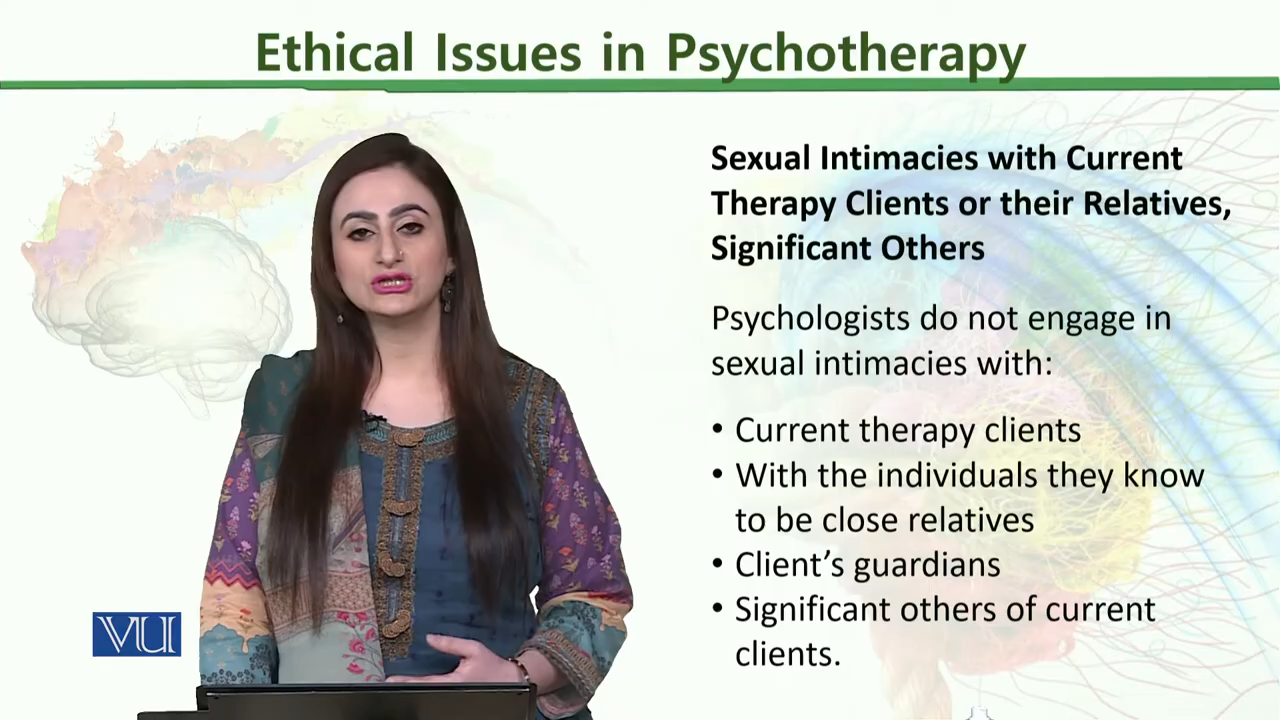 Ethical Issues in Psychotherapy
Sexual Intimacies with Current
Therapy Clients or their Relatives,
Significant Others
Psychologists do not engage in
sexual intimacies with:
• Current therapy clients
• With the individuals they know
to be close relatives
• Client’s guardians
• Significant others of current
clients.
VU